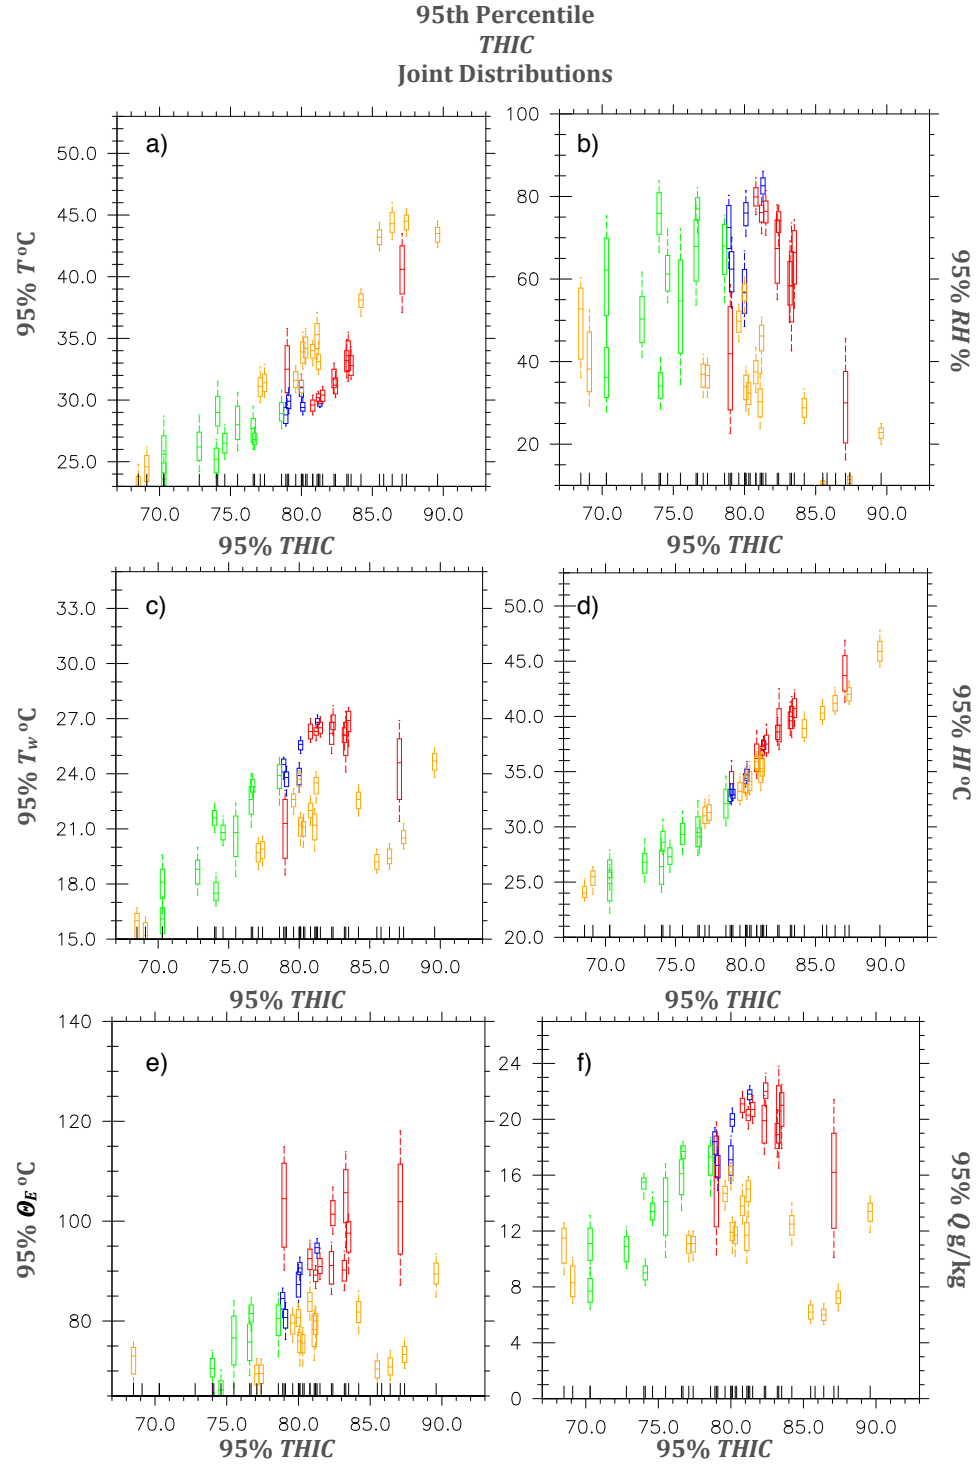 95th Percentile
THIC
Joint Distributions
a)
50.0
45.0
40.0
35.0
30.0
25.0
95% T °C
70.0 75.0 80.0 85.0 90.0
95% THIC
b)
100
80
60
40
20
95% RH %
70.0 75.0 80.0 85.0 90.0
95% THIC
c)
33.0
30.0
27.0
24.0
21.0
18.0
15.0
95% Tw °C
70.0 75.0 80.0 85.0 90.0
95% THIC
d)
50.0
45.0
40.0
35.0
30.0
25.0
20.0
95% HI °C
70.0 75.0 80.0 85.0 90.0
95% THIC
e)
140
120
100
80
95% ΘE °C
70.0 75.0 80.0 85.0 90.0
95% THIC
f)
24
20
16
12
8
4
0
95% Q g/kg
70.0 75.0 80.0 85.0 90.0
95% THIC